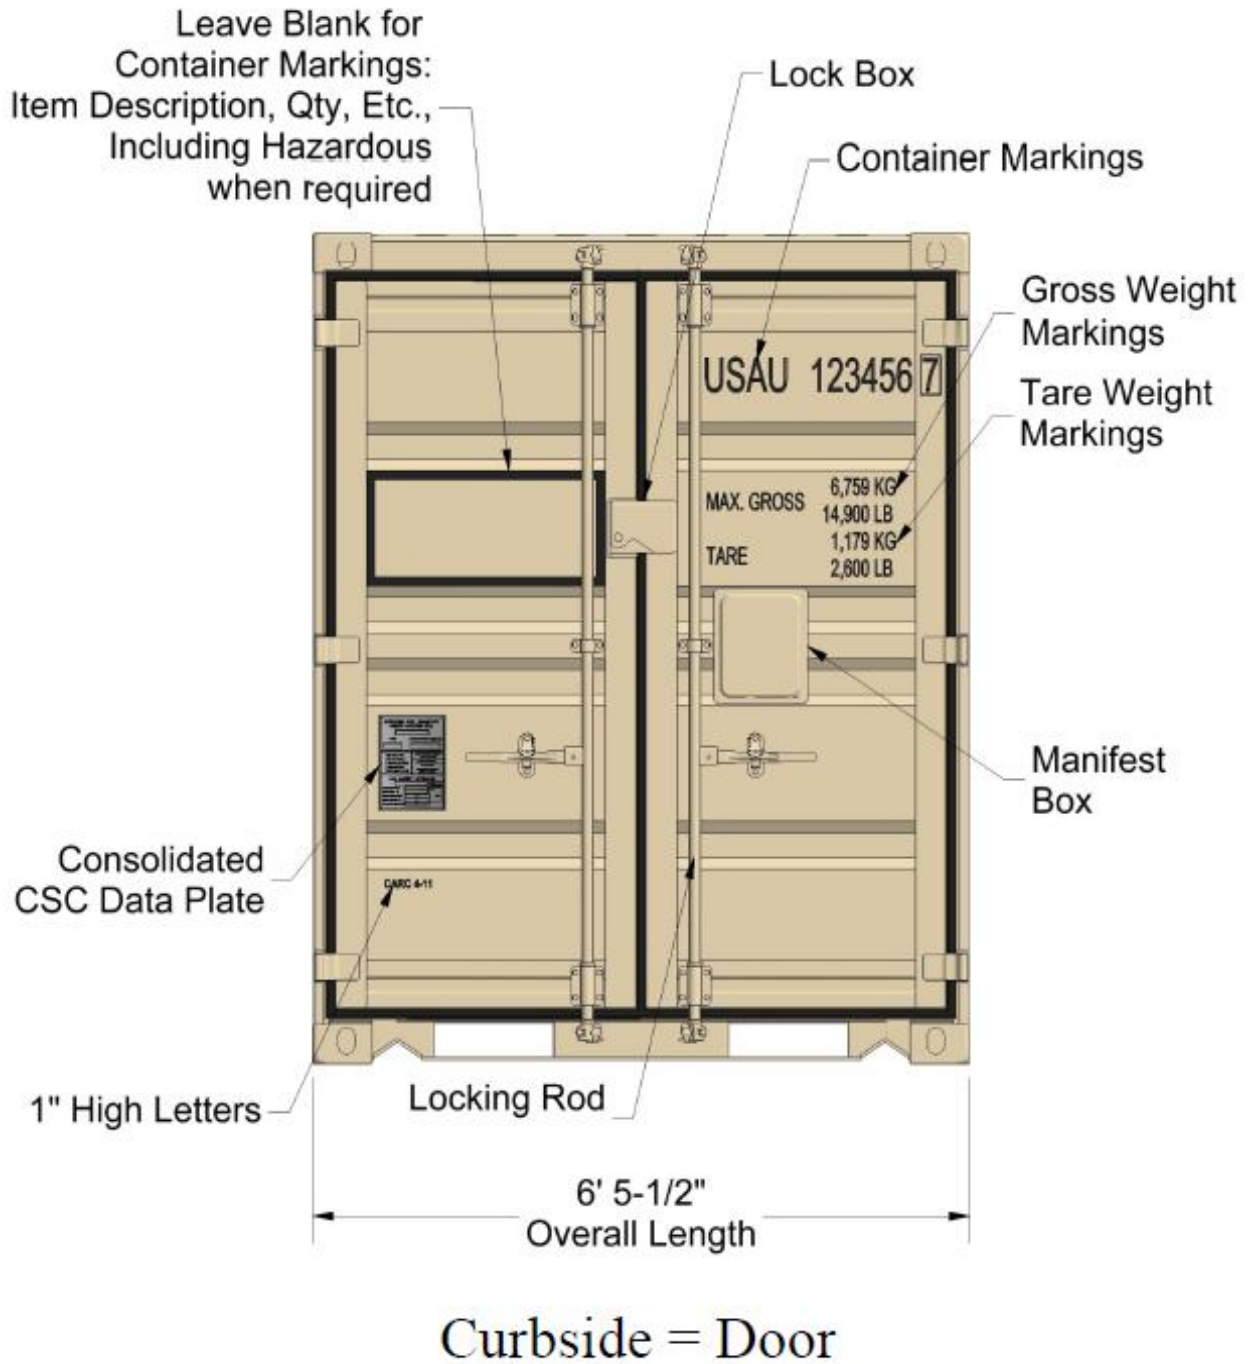 Leave Blank for
Container Markings:
Item Description, Qty, Etc.,
Including Hazardous
when required
Lock Box
Container Markings
Gross Weight
Markings
Tare Weight
Markings
USAU 123456 7
MAX. GROSS 6,759 KG
14,900 LB
TARE 1,179 KG
2,600 LB
Manifest
Box
Consolidated
CSC Data Plate
CARC 4-11
1" High Letters
Locking Rod
6' 5-1/2"
Overall Length
Curbside = Door